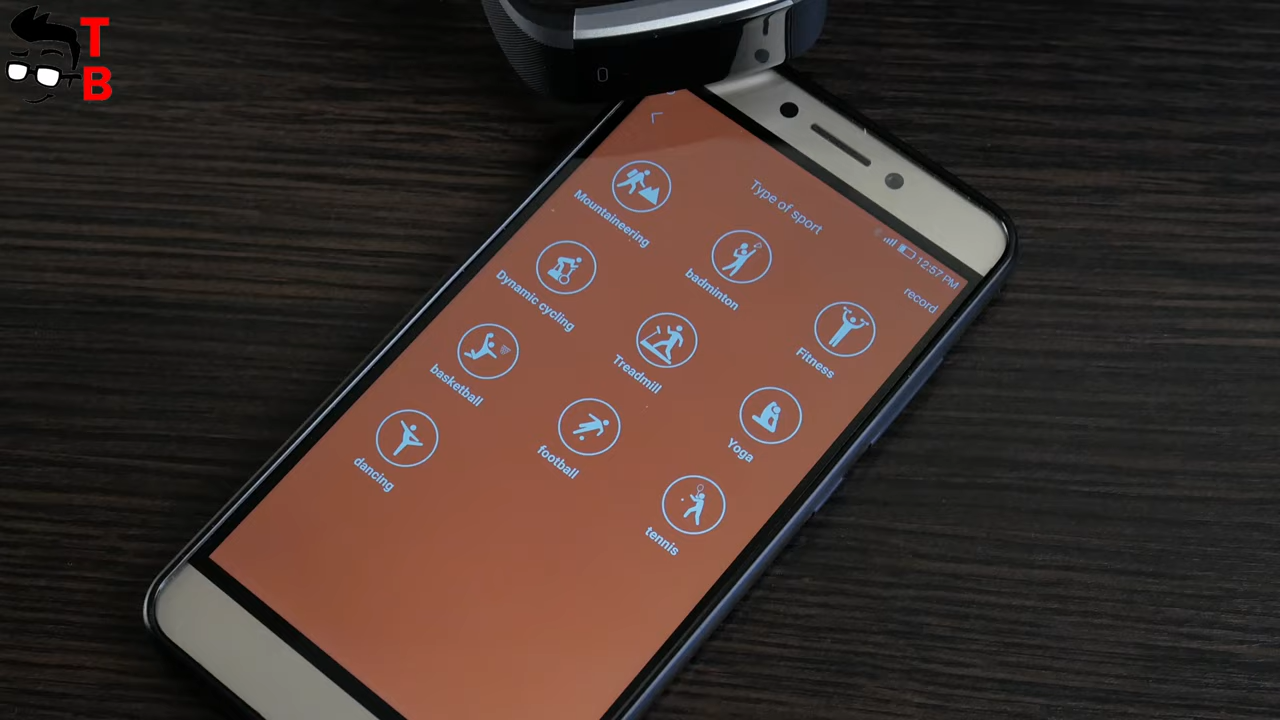 TB
12:57 PM
Type of sport
record
Mountaineering
badminton
Fitness
Dynamic cycling
Treadmill
Yoga
basketball
football
tennis
dancing